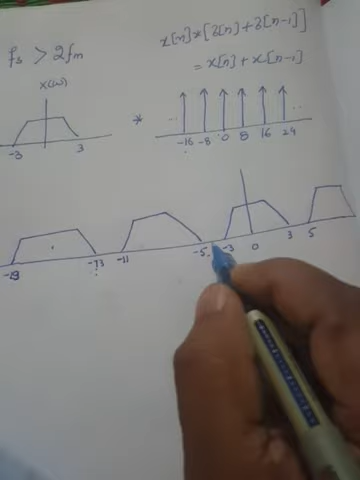 x[n]*[δ[n]+δ[n-1]]
fs > 2fm
= x[n] + x[n-1]
X(ω)
*
-3 3
.. -16 -8 0 8 16 24 ..
-13 -11 -5 -3 0 3 5